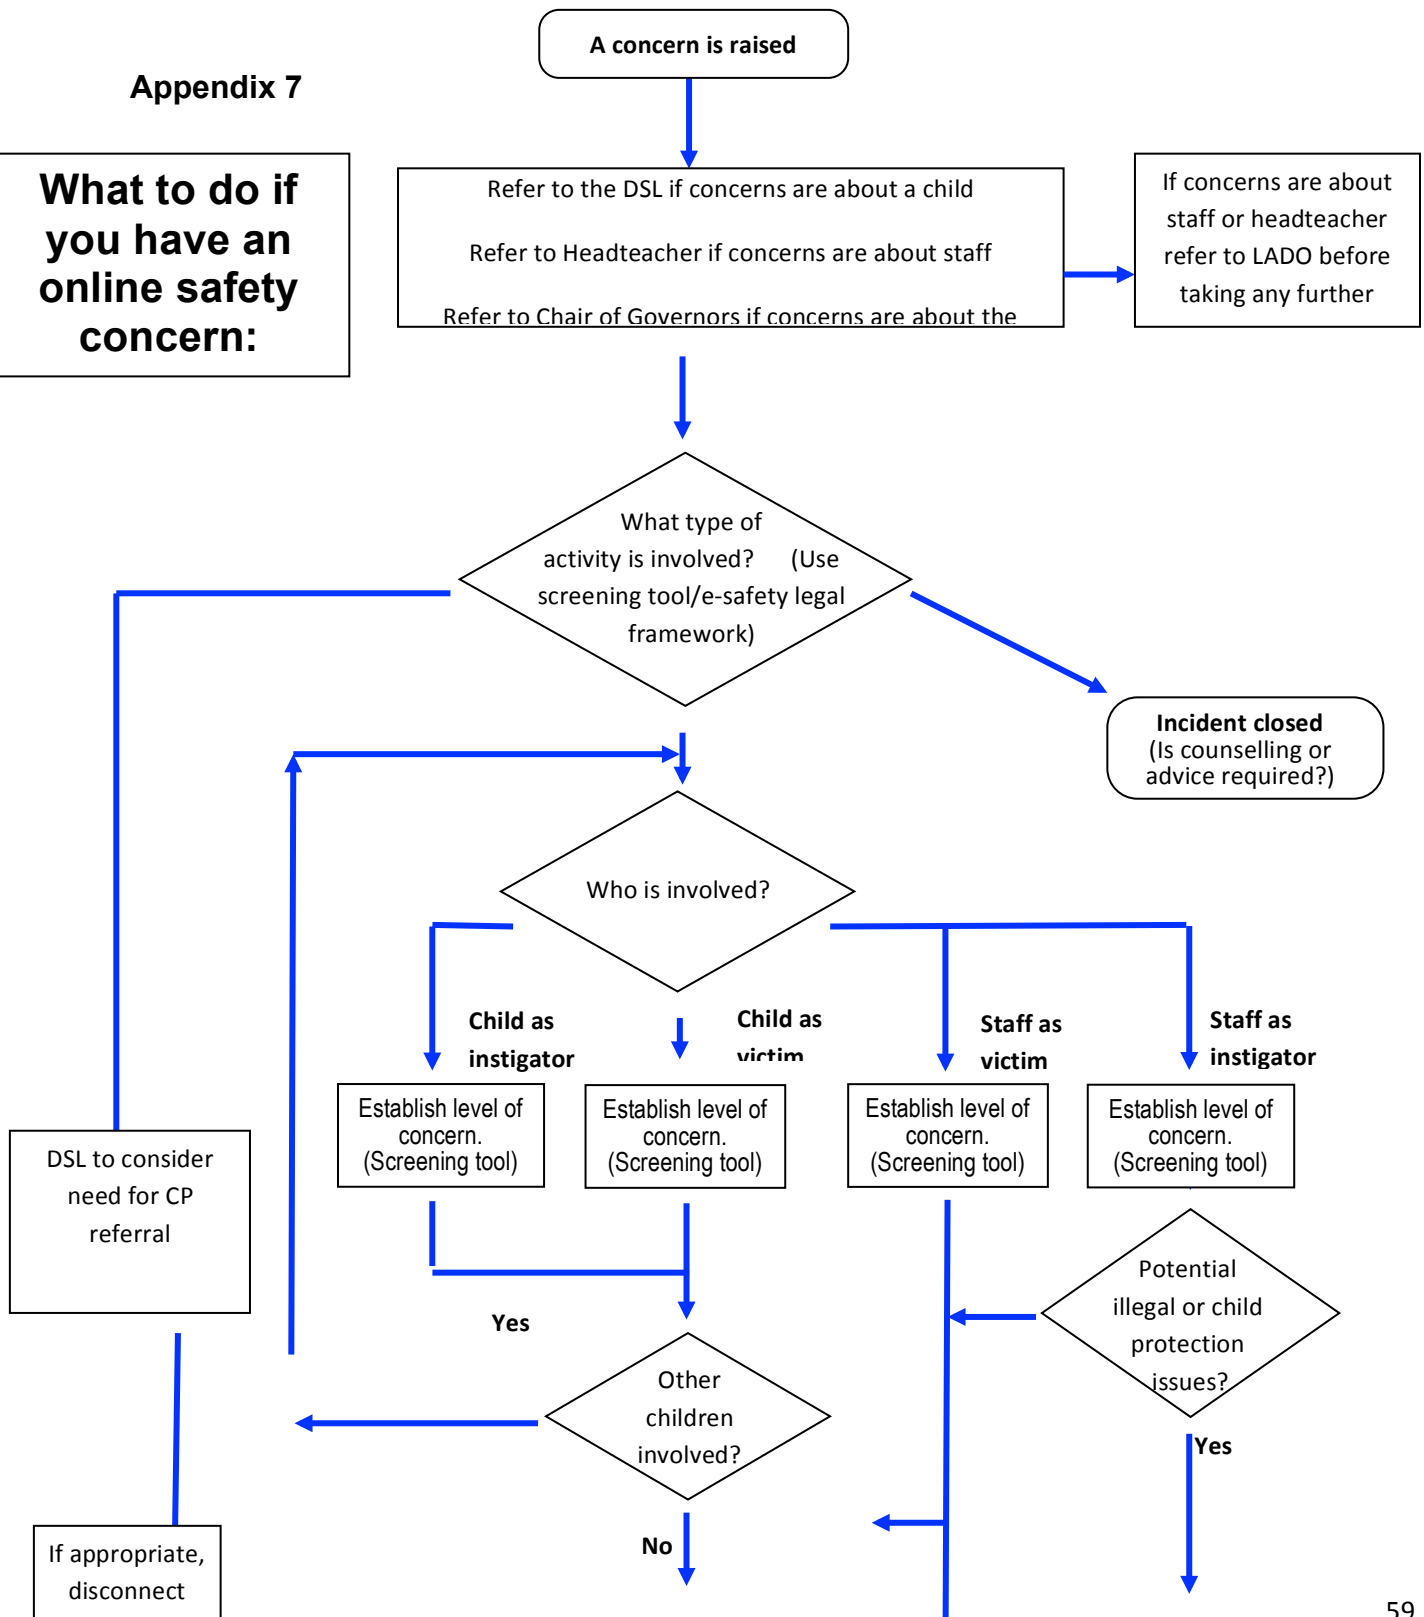 A concern is raised
Appendix 7
What to do if
you have an
online safety
concern:
Refer to the DSL if concerns are about a child
Refer to Headteacher if concerns are about staff
Refer to Chair of Governors if concerns are about the
If concerns are about
staff or headteacher
refer to LADO before
taking any further
What type of
activity is involved? (Use
screening tool/e-safety legal
framework)
Incident closed
(Is counselling or
advice required?)
Who is involved?
Child as
instigator
Child as
victim
Staff as
victim
Staff as
instigator
Establish level of
concern.
(Screening tool)
Establish level of
concern.
(Screening tool)
Establish level of
concern.
(Screening tool)
Establish level of
concern.
(Screening tool)
DSL to consider
need for CP
referral
Potential
illegal or child
protection
issues?
Yes
Other
children
involved?
Yes
No
If appropriate,
disconnect
59